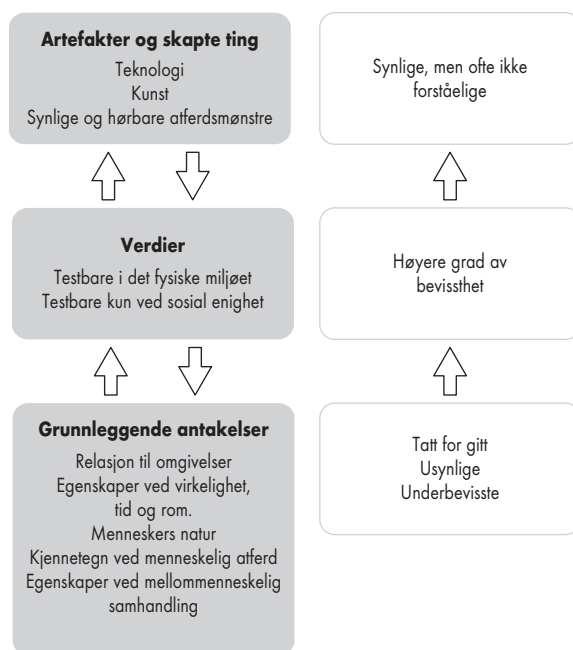 Artefakter og skapte ting
Teknologi
Kunst
Synlige og hørbare atferdsmønstre
Synlige, men ofte ikke
forståelige
Verdier
Testbare i det fysiske miljøet
Testbare kun ved sosial enighet
Høyere grad av
bevissthet
Grunnleggende antakelser
Relasjon til omgivelser
Egenskaper ved virkelighet,
tid og rom.
Menneskers natur
Kjennetegn ved menneskelig atferd
Egenskaper ved mellommenneskelig
samhandling
Tatt for gitt
Usynlige
Underbevisste